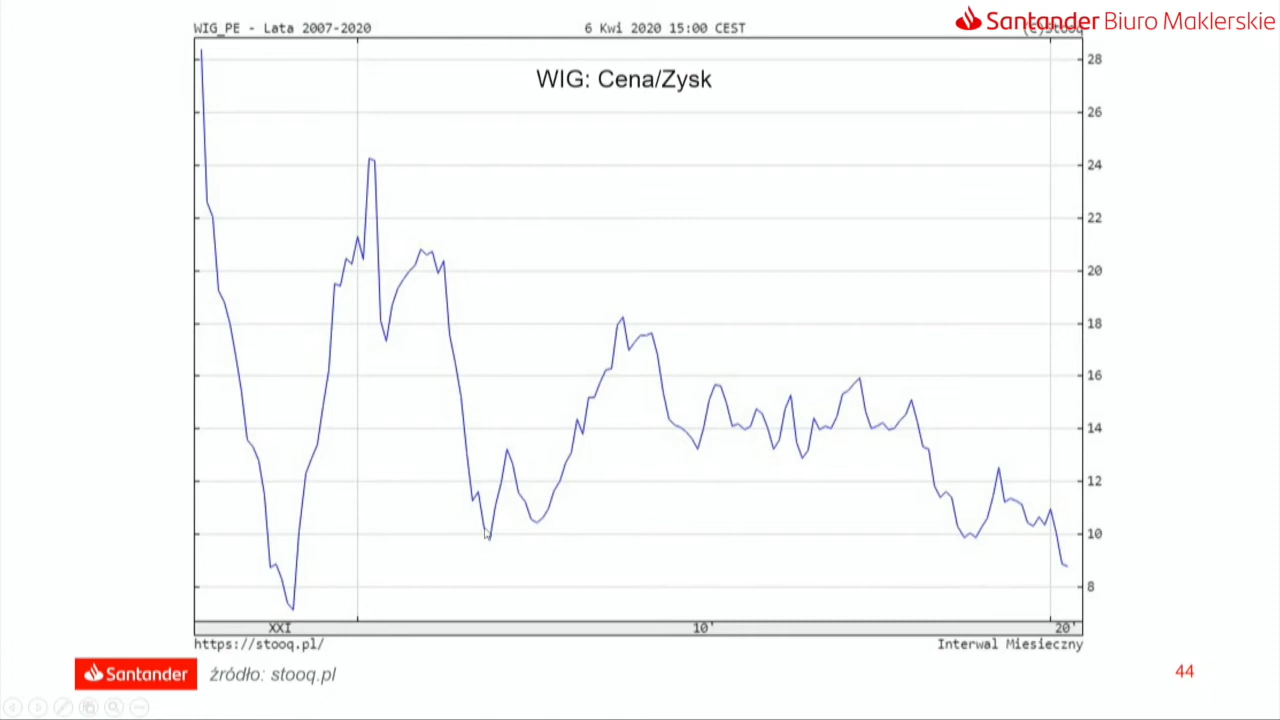 WIG_PE - Lata 2007-2020
6 Kwi 2020 15:00 CEST
Santander Biuro Maklerskie
WIG: Cena/Zysk
28
26
24
22
20
18
16
14
12
10
8
XXI
10'
20'
https://stooq.pl/
Interwal Miesieczny
Santander
źródło: stooq.pl
44